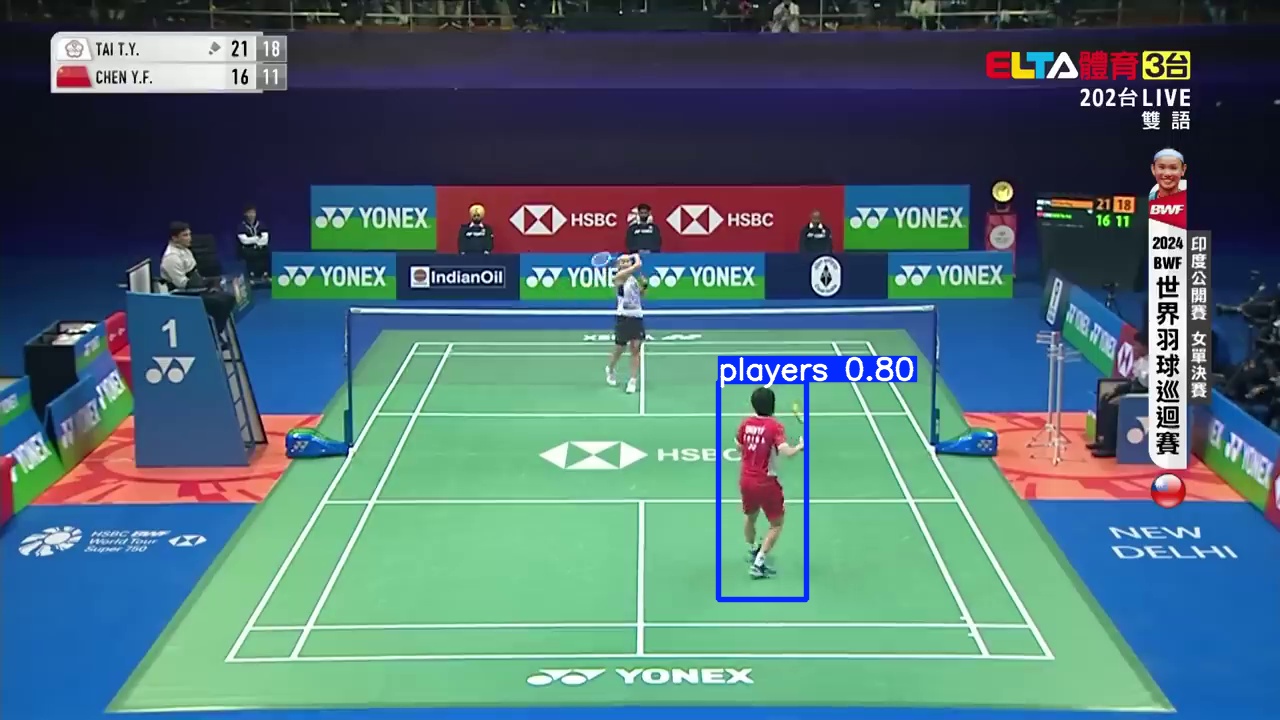 TAI T.Y. 21 18
CHEN Y.F. 16 11
ELTA體育3台
202台LIVE
雙語
BWF
2024
BWF
世界羽球巡迴賽
印度公開賽 女單決賽
YONEX
HSBC
HSBC
YONEX
21 18
16 11
YONEX
IndianOil
YONEX
YONEX
YONEX
1
players 0.80
HSBC
HSBC BWF
World Tour
Super 750
NEW
DELHI
YONEX